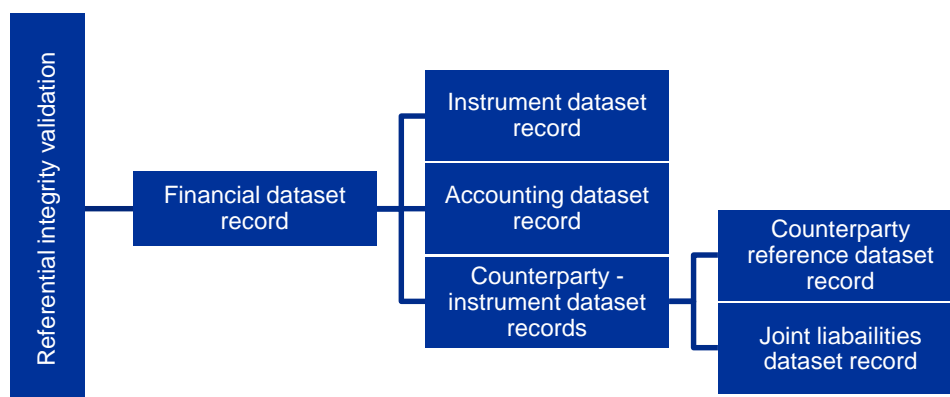 Referential integrity validation
Financial dataset
record
Instrument dataset
record
Accounting dataset
record
Counterparty -
instrument dataset
records
Counterparty
reference dataset
record
Joint liabailities
dataset record